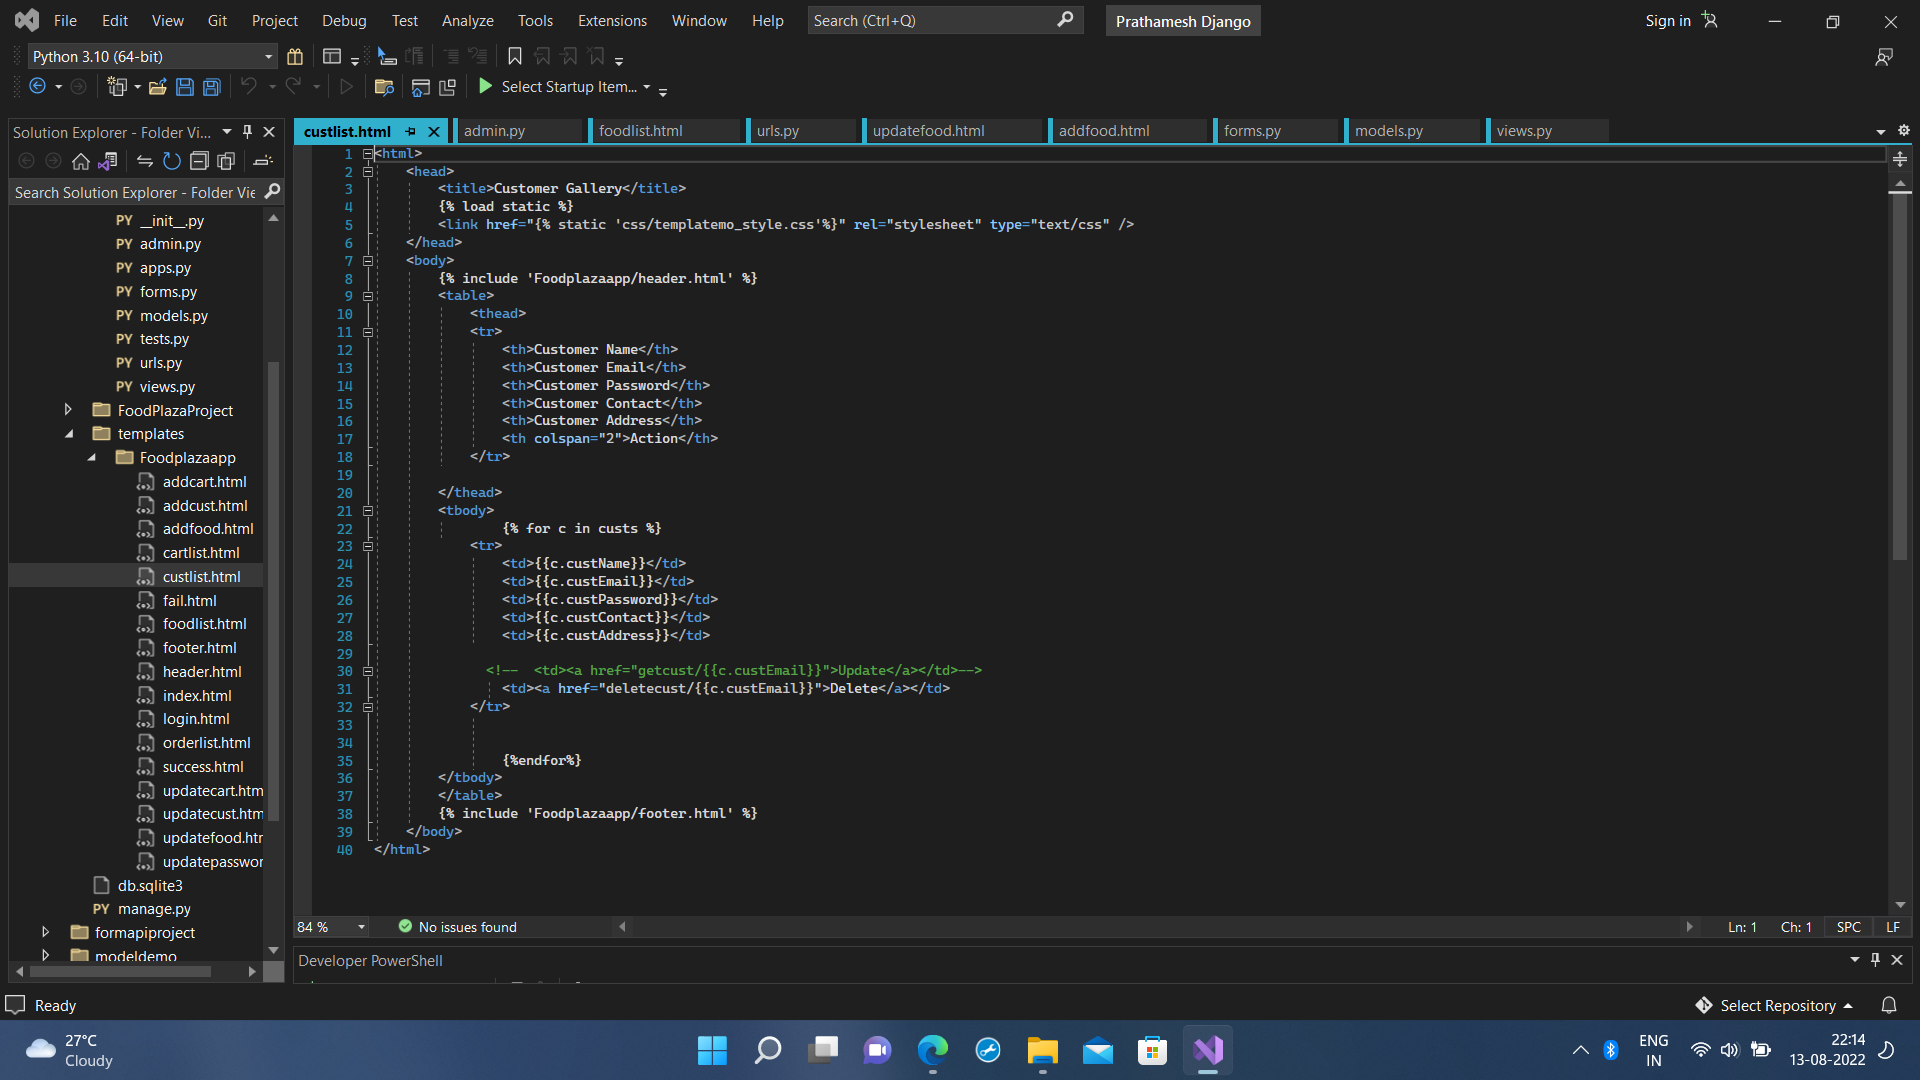 File Edit View Git Project Debug Test Analyze Tools Extensions Window Help Search (Ctrl+Q) Prathamesh Django Sign in
Python 3.10 (64-bit)
Select Startup Item...
Solution Explorer - Folder Vi...
custlist.html admin.py foodlist.html urls.py updatefood.html addfood.html forms.py models.py views.py
Search Solution Explorer - Folder Vie
PY __init__.py
PY admin.py
PY apps.py
PY forms.py
PY models.py
PY tests.py
PY urls.py
PY views.py
FoodPlazaProject
templates
Foodplazaapp
addcart.html
addcust.html
addfood.html
cartlist.html
custlist.html
fail.html
foodlist.html
footer.html
header.html
index.html
login.html
orderlist.html
success.html
updatecart.htm
updatecust.htm
updatefood.htr
updatepasswor
db.sqlite3
PY manage.py
formapiproject
modeldemo
1 <html>
2 <head>
3 <title>Customer Gallery</title>
4 {% load static %}
5 <link href="{% static 'css/templatemo_style.css'%}" rel="stylesheet" type="text/css" />
6 </head>
7 <body>
8 {% include 'Foodplazaapp/header.html' %}
9 <table>
10 <thead>
11 <tr>
12 <th>Customer Name</th>
13 <th>Customer Email</th>
14 <th>Customer Password</th>
15 <th>Customer Contact</th>
16 <th>Customer Address</th>
17 <th colspan="2">Action</th>
18 </tr>
19
20 </thead>
21 <tbody>
22 {% for c in custs %}
23 <tr>
24 <td>{{c.custName}}</td>
25 <td>{{c.custEmail}}</td>
26 <td>{{c.custPassword}}</td>
27 <td>{{c.custContact}}</td>
28 <td>{{c.custAddress}}</td>
29
30 <!-- <td><a href="getcust/{{c.custEmail}}">Update</a></td>-->
31 <td><a href="deletecust/{{c.custEmail}}">Delete</a></td>
32 </tr>
33
34
35 {%endfor%}
36 </tbody>
37 </table>
38 {% include 'Foodplazaapp/footer.html' %}
39 </body>
40 </html>
84 % No issues found Ln: 1 Ch: 1 SPC LF
Developer PowerShell
Ready Select Repository
27°C
Cloudy
ENG
IN
22:14
13-08-2022